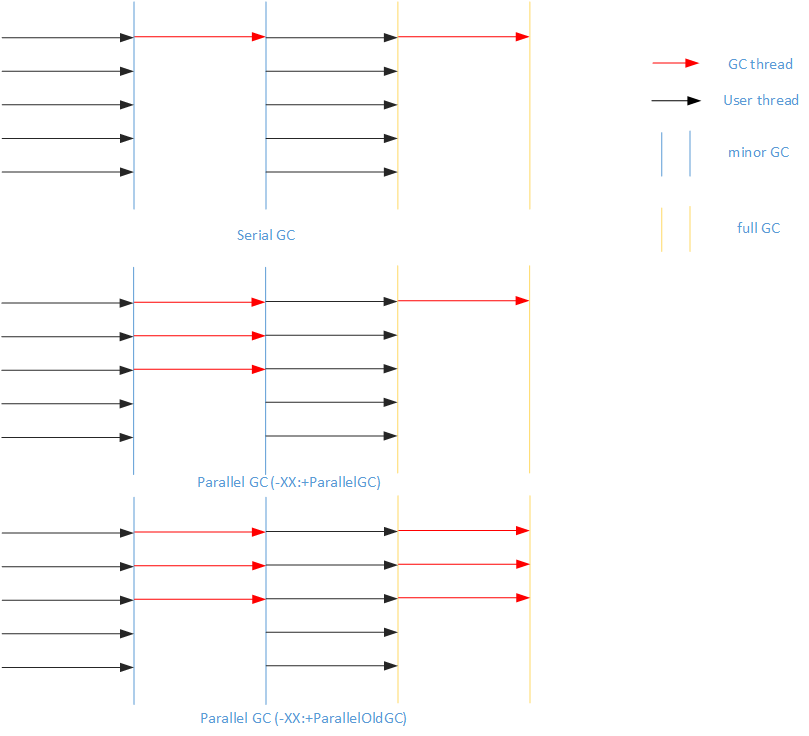 GC thread
User thread
minor GC
full GC
Serial GC
Parallel GC (-XX:+ParallelGC)
Parallel GC (-XX:+ParallelOldGC)